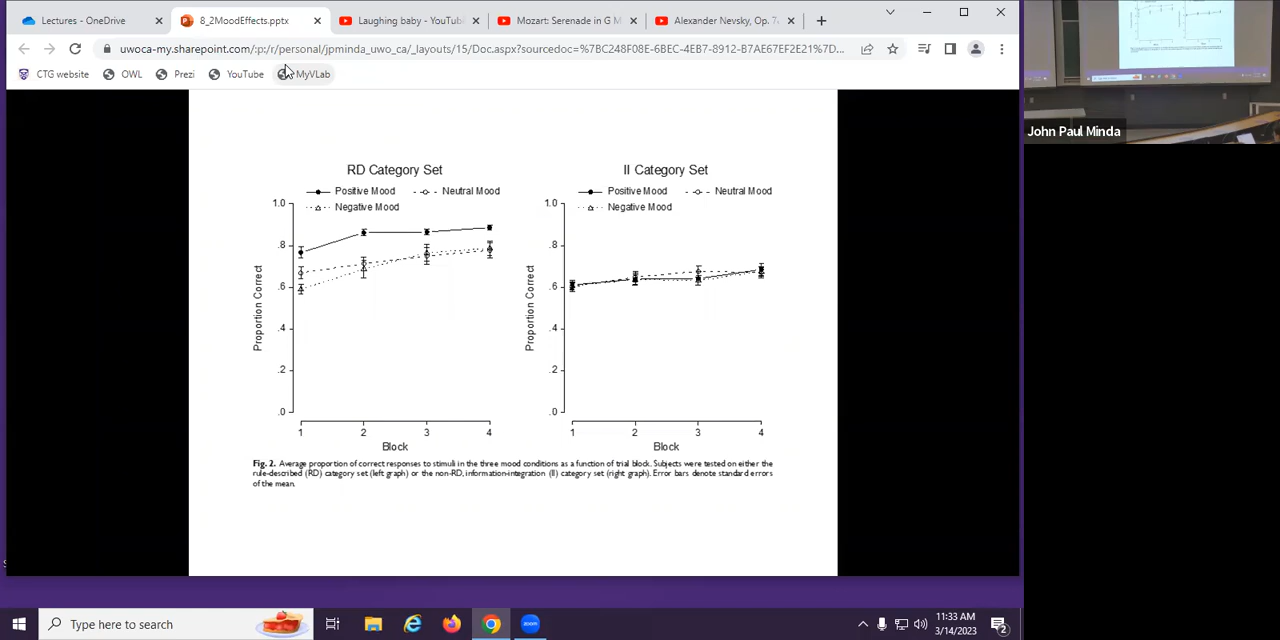 Lectures - OneDrive
8_2MoodEffects.pptx
Laughing baby - YouTu
Mozart: Serenade in G M
Alexander Nevsky, Op. 7
uwoca-my.sharepoint.com/:p:/r/personal/jpminda_uwo_ca/_layouts/15/Doc.aspx?sourcedoc=%7BC248F08E-6BEC-4EB7-8912-B7AE67EF2E21%7D...
CTG website
OWL
Prezi
YouTube
MyVLab
John Paul Minda
RD Category Set
Positive Mood
Neutral Mood
Negative Mood
1.0
.8
.6
.4
.2
.0
Proportion Correct
1 2 3 4
Block
II Category Set
Positive Mood
Neutral Mood
Negative Mood
1.0
.8
.6
.4
.2
.0
Proportion Correct
1 2 3 4
Block
Fig. 2. Average proportion of correct responses to stimuli in the three mood conditions as a function of trial block. Subjects were tested on either the
rule-described (RD) category set (left graph) or the non-RD, information-integration (II) category set (right graph). Error bars denote standard errors
of the mean.
Type here to search
zoom
11:33 AM
3/14/2023
2